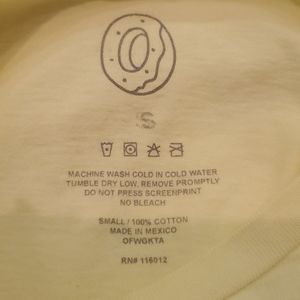 S
MACHINE WASH COLD IN COLD WATER
TUMBLE DRY LOW, REMOVE PROMPTLY
DO NOT PRESS SCREENPRINT
NO BLEACH
SMALL / 100% COTTON
MADE IN MEXICO
OFWGKTA
RN# 116012